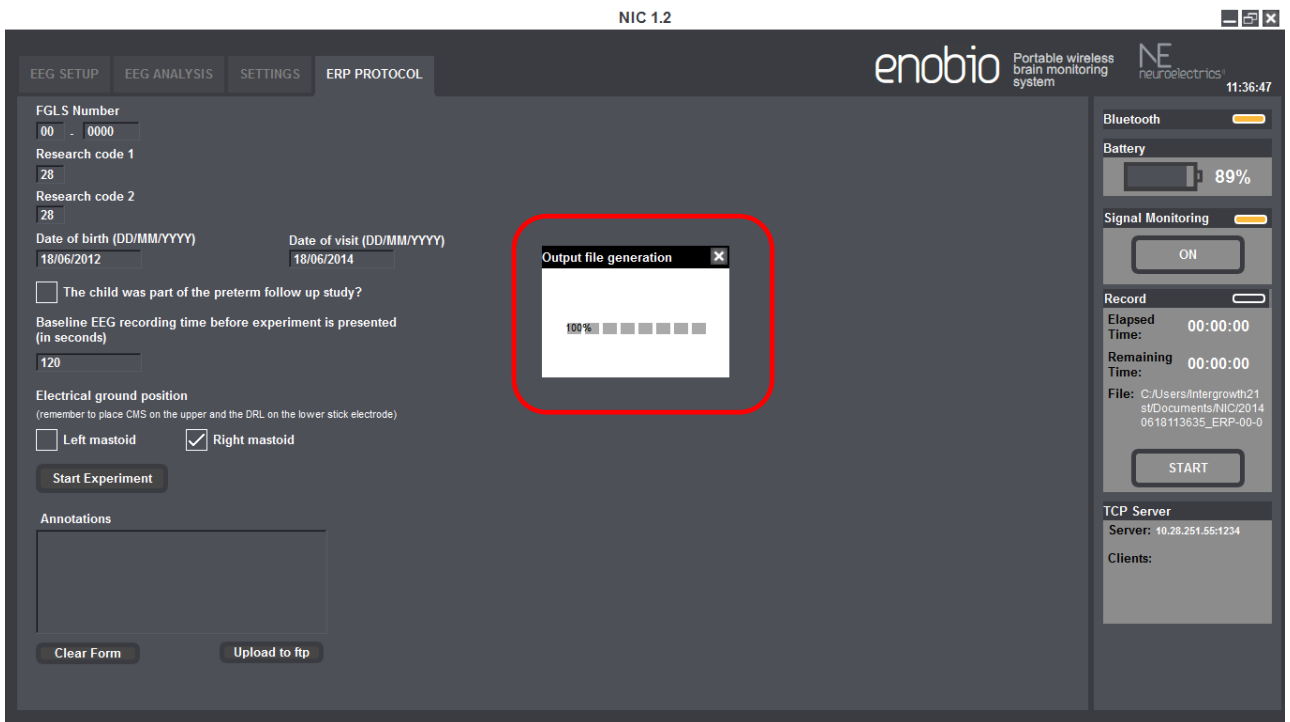 NIC 1.2
EEG SETUP EEG ANALYSIS SETTINGS ERP PROTOCOL
enobio Portable wireless
brain monitoring
system
NE
neuroelectrics
11:36:47
FGLS Number
00 - 0000
Research code 1
28
Research code 2
28
Date of birth (DD/MM/YYYY) Date of visit (DD/MM/YYYY)
18/06/2012 18/06/2014
The child was part of the preterm follow up study?
Baseline EEG recording time before experiment is presented
(in seconds)
120
Electrical ground position
(remember to place CMS on the upper and the DRL on the lower stick electrode)
Left mastoid Right mastoid
Start Experiment
Annotations
Clear Form Upload to ftp
Output file generation
100%
Bluetooth
Battery
89%
Signal Monitoring
ON
Record
Elapsed
Time: 00:00:00
Remaining
Time: 00:00:00
File: C:/Users/Intergrowth21
st/Documents/NIC/2014
0618113635_ERP-00-0
START
TCP Server
Server: 10.28.251.55:1234
Clients: